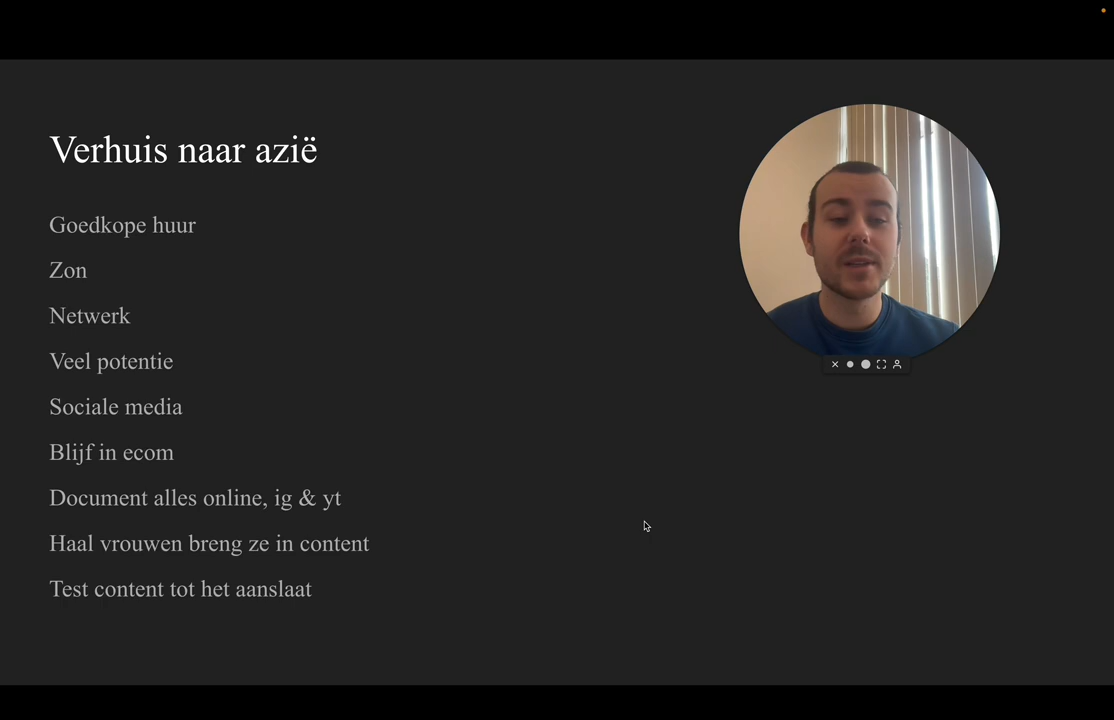 Verhuis naar azië
Goedkope huur
Zon
Netwerk
Veel potentie
Sociale media
Blijf in ecom
Document alles online, ig & yt
Haal vrouwen breng ze in content
Test content tot het aanslaat